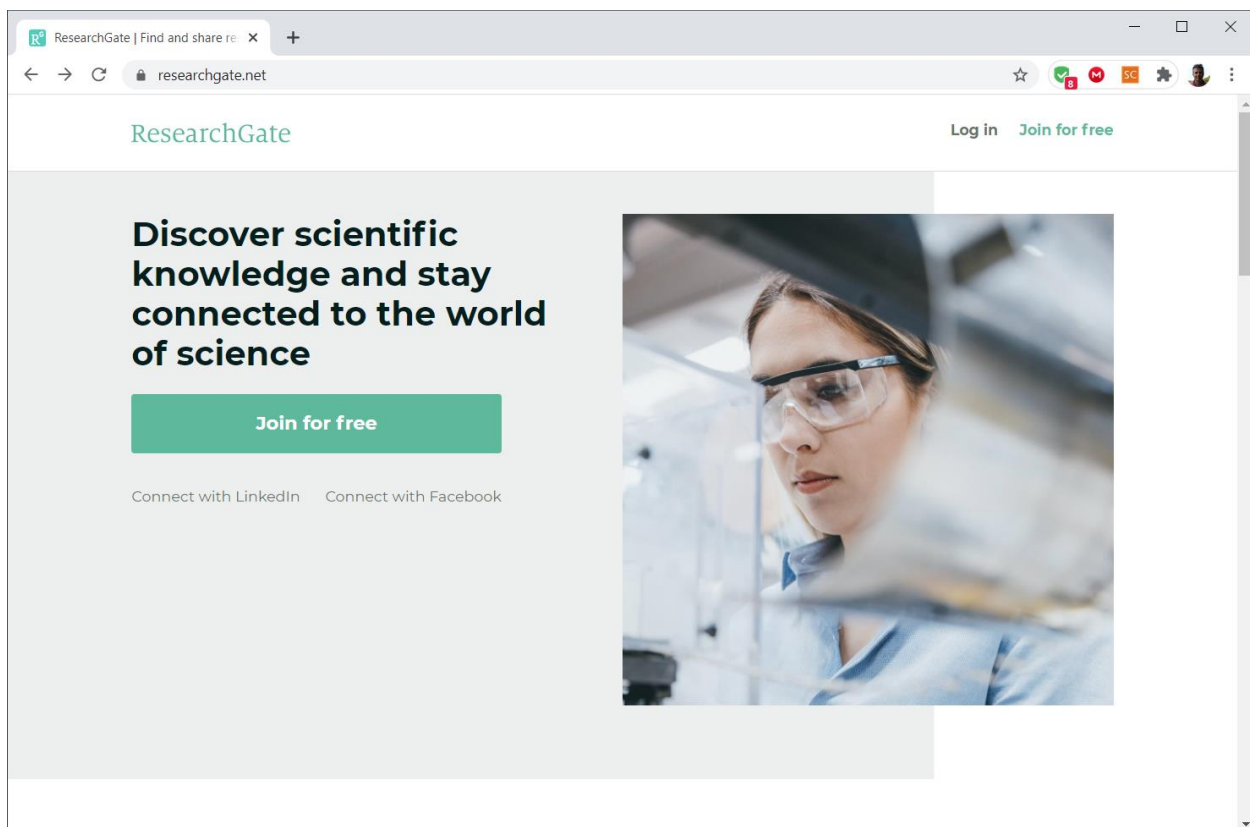 ResearchGate | Find and share re
researchgate.net
8
SC
ResearchGate
Log in Join for free
Discover scientific
knowledge and stay
connected to the world
of science
Join for free
Connect with LinkedIn Connect with Facebook